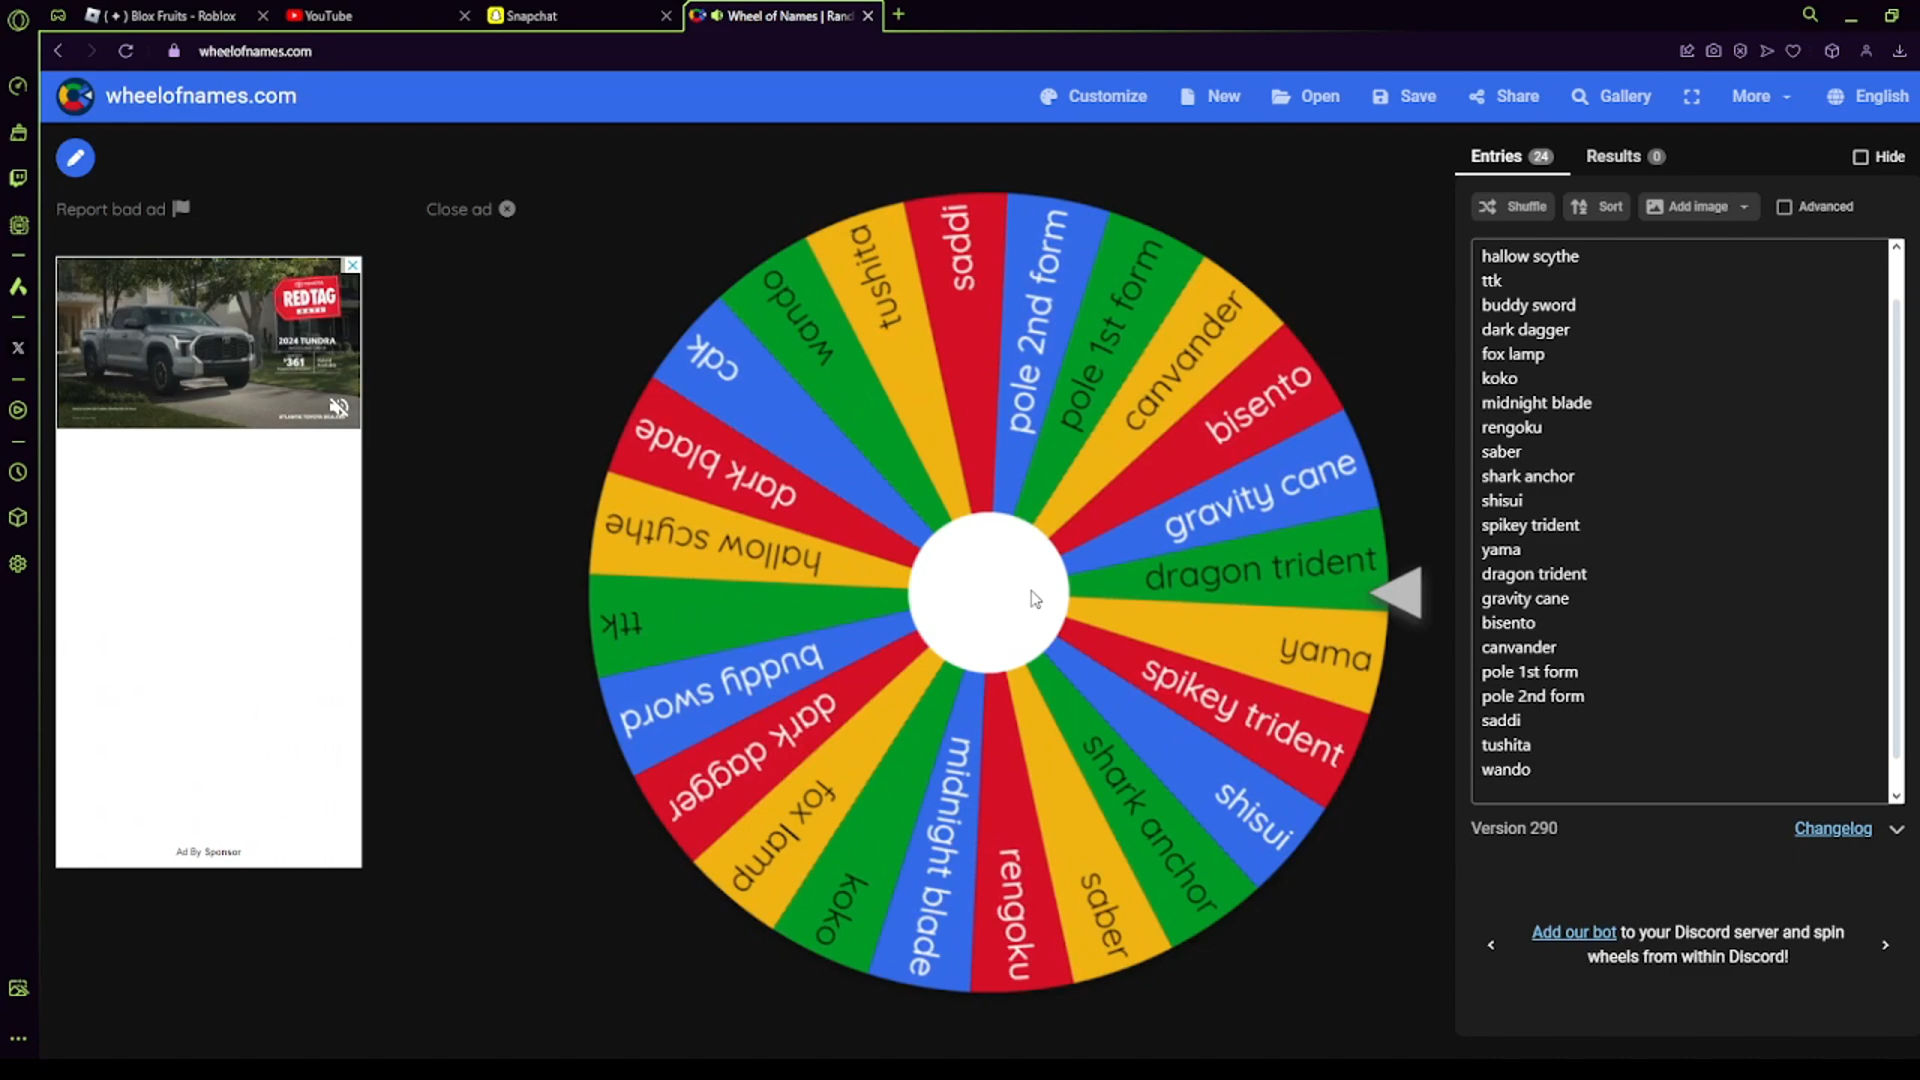 ( + ) Blox Fruits - Roblox
YouTube
Snapchat
Wheel of Names | Rand
wheelofnames.com
wheelofnames.com
Customize
New
Open
Save
Share
Gallery
More
English
Report bad ad
Close ad
RED TAG
2024 TUNDRA
$361
Ad By Sponsor
saddi
pole 2nd form
pole 1st form
canvander
bisento
gravity cane
dragon trident
yama
spikey trident
shisui
shark anchor
saber
rengoku
midnight blade
koko
fox lamp
dark dagger
buddy sword
ttk
hallow scythe
dark blade
cdk
wando
tushita
Entries 24
Results 0
Hide
Shuffle
Sort
Add image
Advanced
hallow scythe
ttk
buddy sword
dark dagger
fox lamp
koko
midnight blade
rengoku
saber
shark anchor
shisui
spikey trident
yama
dragon trident
gravity cane
bisento
canvander
pole 1st form
pole 2nd form
saddi
tushita
wando
Version 290
Changelog
Add our bot to your Discord server and spin
wheels from within Discord!